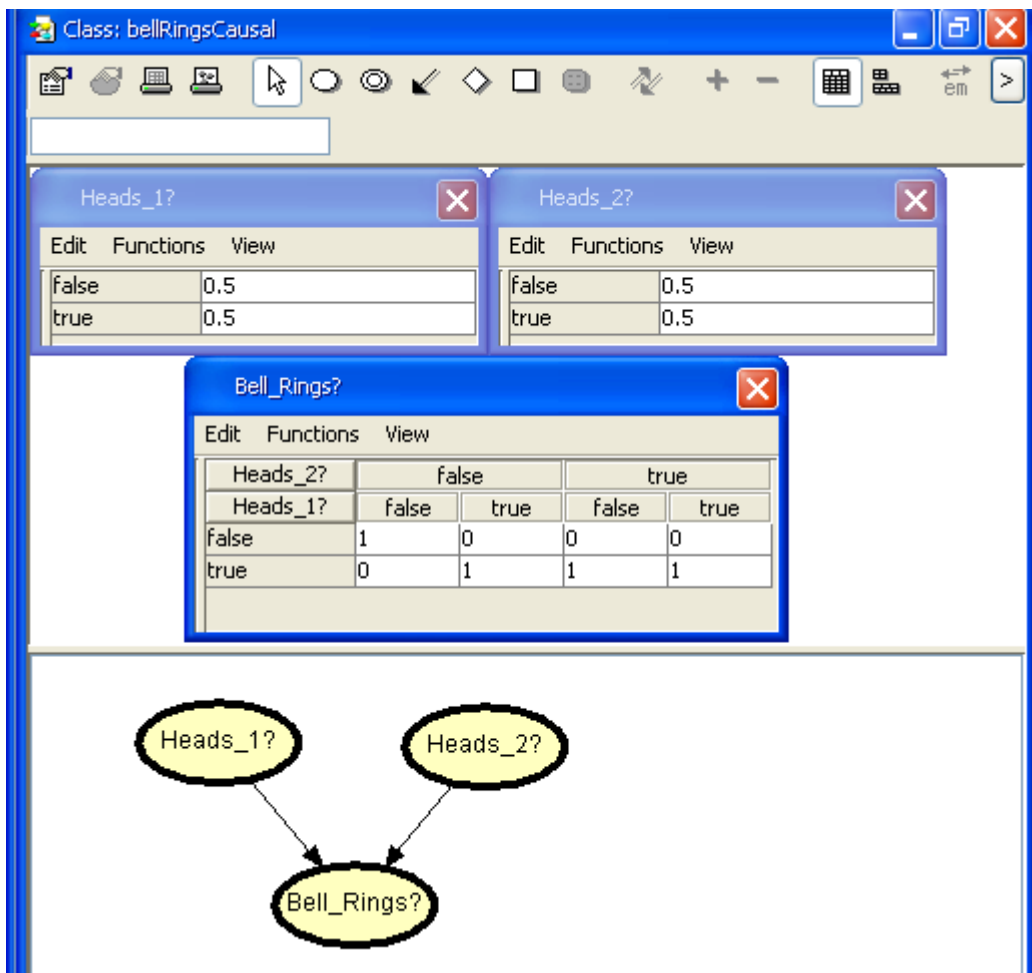 Class: bellRingsCausal
em >
Heads_1? Heads_2?
Edit Functions View Edit Functions View
false 0.5 false 0.5
true 0.5 true 0.5
Bell_Rings?
Edit Functions View
Heads_2? false true
Heads_1? false true false true
false 1 0 0 0
true 0 1 1 1
Heads_1? Heads_2?
Bell_Rings?